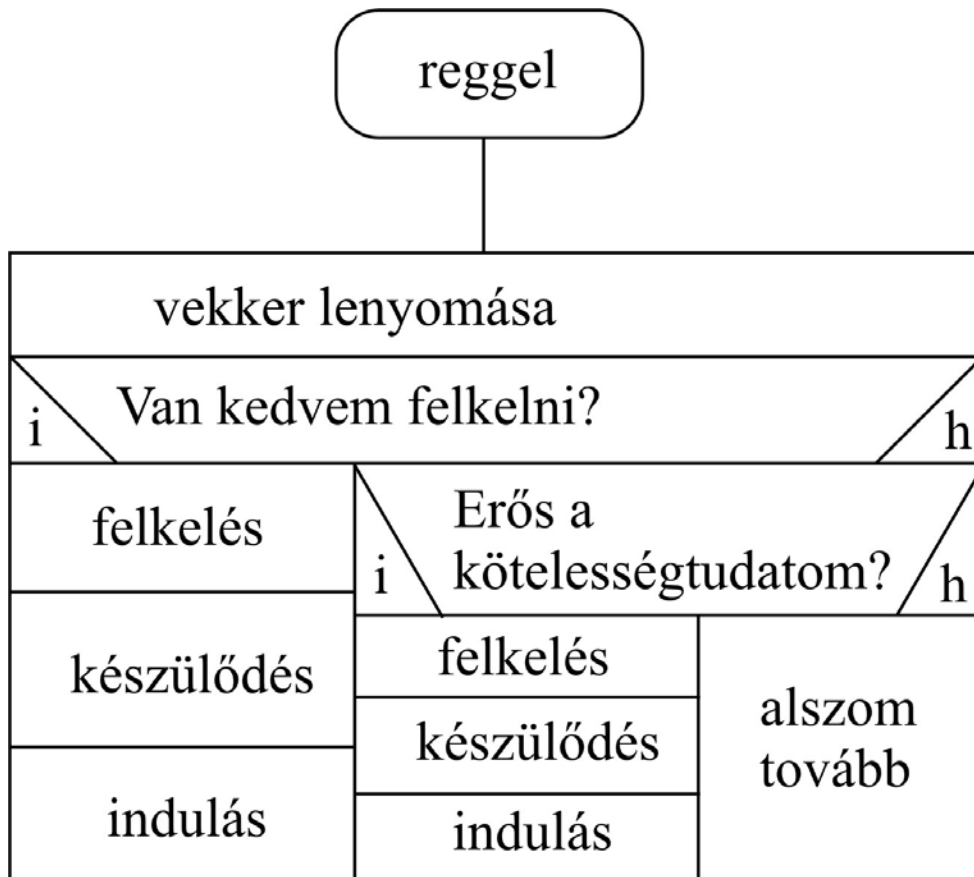 reggel
vekker lenyomása
Van kedvem felkelni?
i
h
felkelés
készülődés
indulás
Erős a
kötelességtudatom?
i
h
felkelés
készülődés
indulás
alszom
tovább